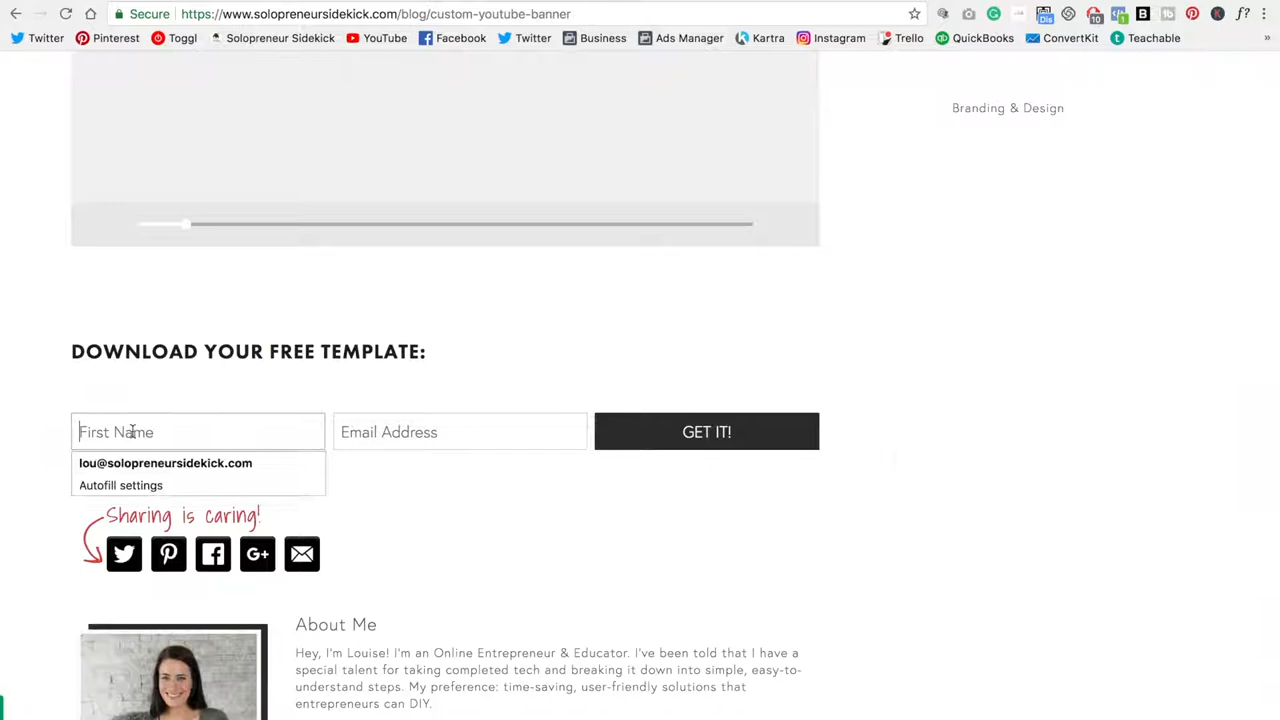 Secure https://www.solopreneursidekick.com/blog/custom-youtube-banner
Dis 10 1 B f?
Twitter Pinterest Toggl Solopreneur Sidekick YouTube Facebook Twitter Business Ads Manager Kartra Instagram Trello QuickBooks ConvertKit Teachable »
Branding & Design
DOWNLOAD YOUR FREE TEMPLATE:
First Name Email Address GET IT!
lou@solopreneursidekick.com
Autofill settings
Sharing is caring!
G+
About Me
Hey, I'm Louise! I'm an Online Entrepreneur & Educator. I've been told that I have a
special talent for taking completed tech and breaking it down into simple, easy-to-
understand steps. My preference: time-saving, user-friendly solutions that
entrepreneurs can DIY.